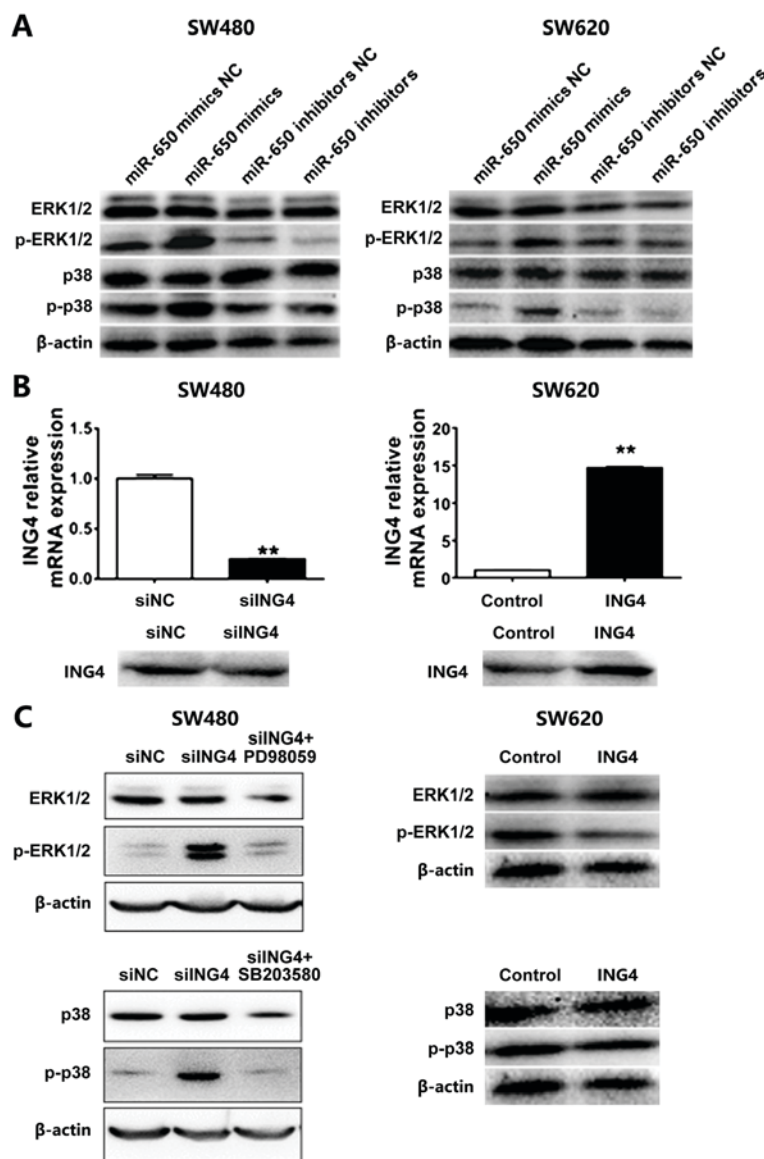 A
SW480
SW620
miR-650 mimics NC
miR-650 mimics
miR-650 inhibitors NC
miR-650 inhibitors
miR-650 mimics NC
miR-650 mimics
miR-650 inhibitors NC
miR-650 inhibitors
ERK1/2
p-ERK1/2
p38
p-p38
β-actin
ERK1/2
p-ERK1/2
p38
p-p38
β-actin
B
SW480
SW620
ING4 relative
mRNA expression
1.5
1.0
0.5
0.0
**
siNC siING4
siNC siING4
ING4
ING4 relative
mRNA expression
20
15
10
5
0
**
Control ING4
Control ING4
ING4
C
SW480
SW620
siNC siING4 siING4+
PD98059
ERK1/2
p-ERK1/2
β-actin
Control ING4
ERK1/2
p-ERK1/2
β-actin
siNC siING4 siING4+
SB203580
p38
p-p38
β-actin
Control ING4
p38
p-p38
β-actin